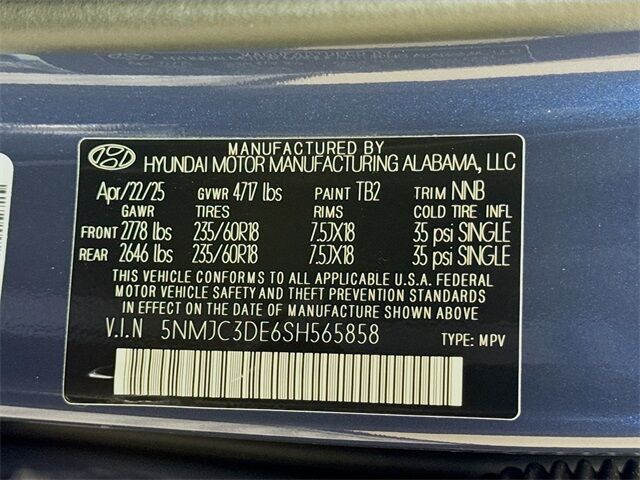 MANUFACTURED BY
HYUNDAI MOTOR MANUFACTURING ALABAMA, LLC
Apr/22/25 GVWR 4717 lbs PAINT TB2 TRIM NNB
GAWR TIRES RIMS COLD TIRE INFL
FRONT 2778 lbs 235/60R18 7.5JX18 35 psi SINGLE
REAR 2646 lbs 235/60R18 7.5JX18 35 psi SINGLE
THIS VEHICLE CONFORMS TO ALL APPLICABLE U.S.A. FEDERAL
MOTOR VEHICLE SAFETY AND THEFT PREVENTION STANDARDS
IN EFFECT ON THE DATE OF MANUFACTURE SHOWN ABOVE.
V.I.N 5NMJC3DE6SH565858 TYPE: MPV